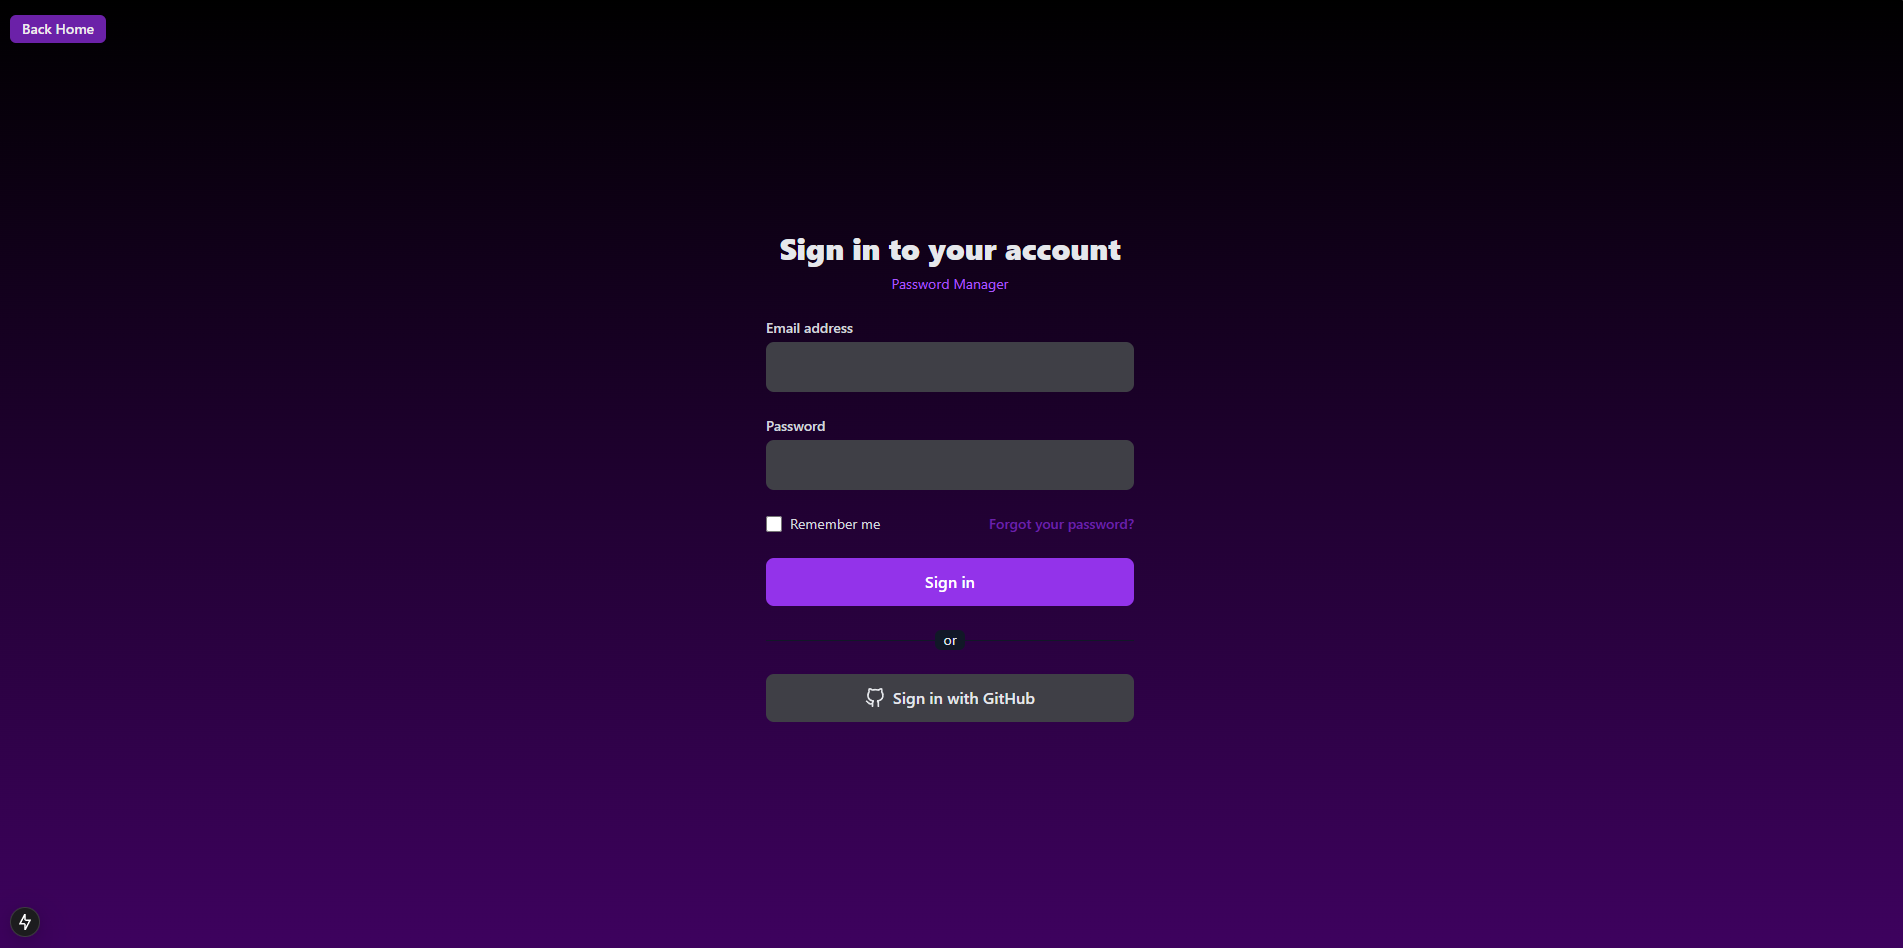 Back Home
Sign in to your account
Password Manager
Email address
Password
Remember me
Forgot your password?
Sign in
or
Sign in with GitHub